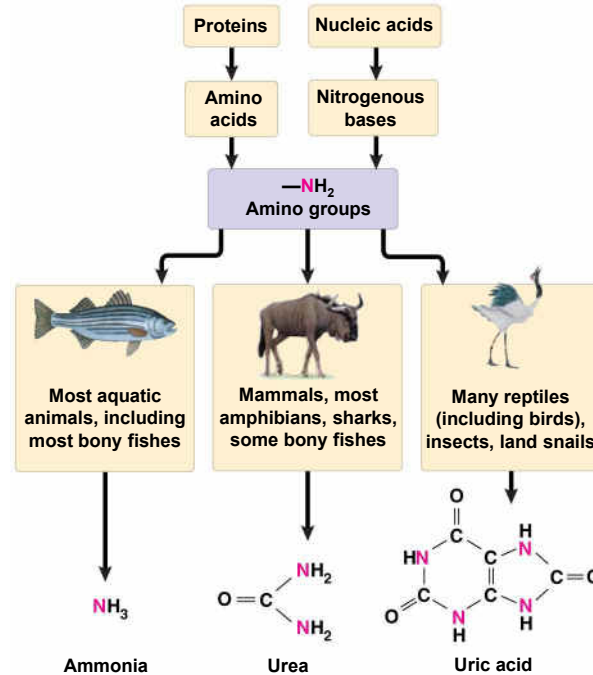 Proteins
Nucleic acids
Amino
acids
Nitrogenous
bases
—NH₂
Amino groups
Most aquatic
animals, including
most bony fishes
Mammals, most
amphibians, sharks,
some bony fishes
Many reptiles
(including birds),
insects, land snails
NH₃
O
C
NH₂
NH₂
O
C
HN
C
C
O
C
N
H
H
N
C
O
N
H
Ammonia
Urea
Uric acid